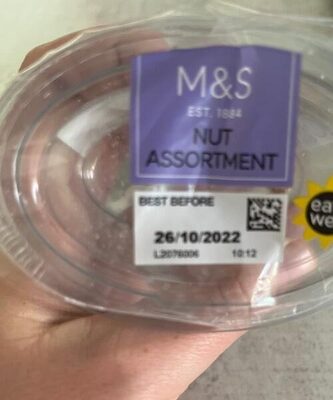 M&S
EST. 1884
NUT
ASSORTMENT
BEST BEFORE
26/10/2022
L2076006 10:12